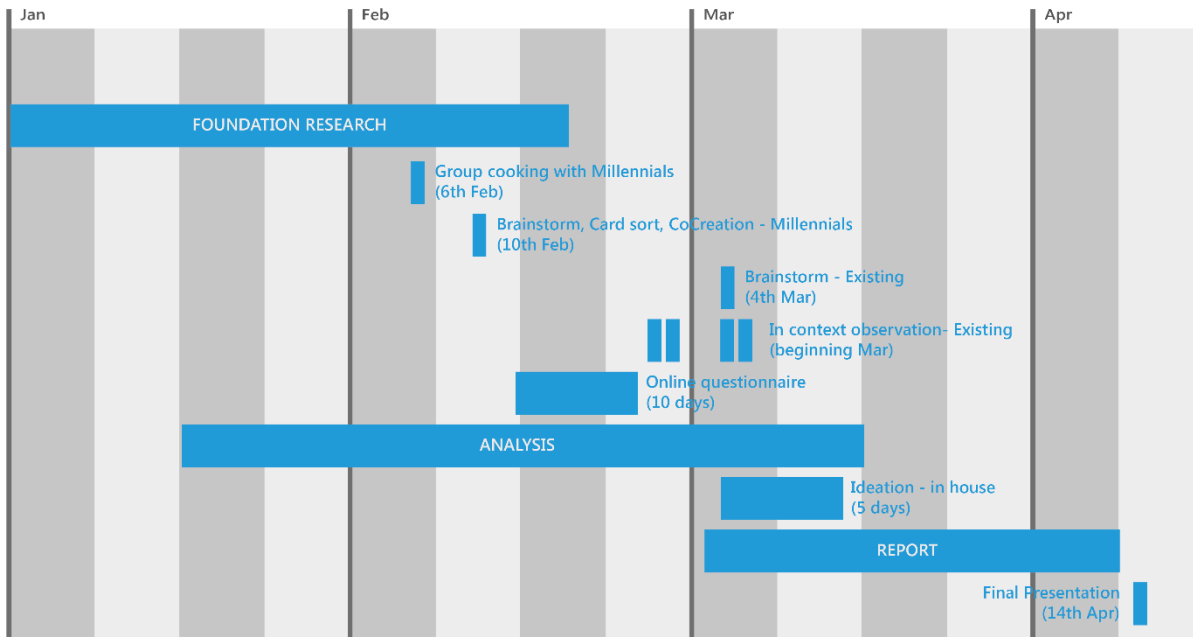 Jan Feb Mar Apr
FOUNDATION RESEARCH
Group cooking with Millennials
(6th Feb)
Brainstorm, Card sort, CoCreation - Millennials
(10th Feb)
Brainstorm - Existing
(4th Mar)
In context observation- Existing
(beginning Mar)
Online questionnaire
(10 days)
ANALYSIS
Ideation - in house
(5 days)
REPORT
Final Presentation
(14th Apr)